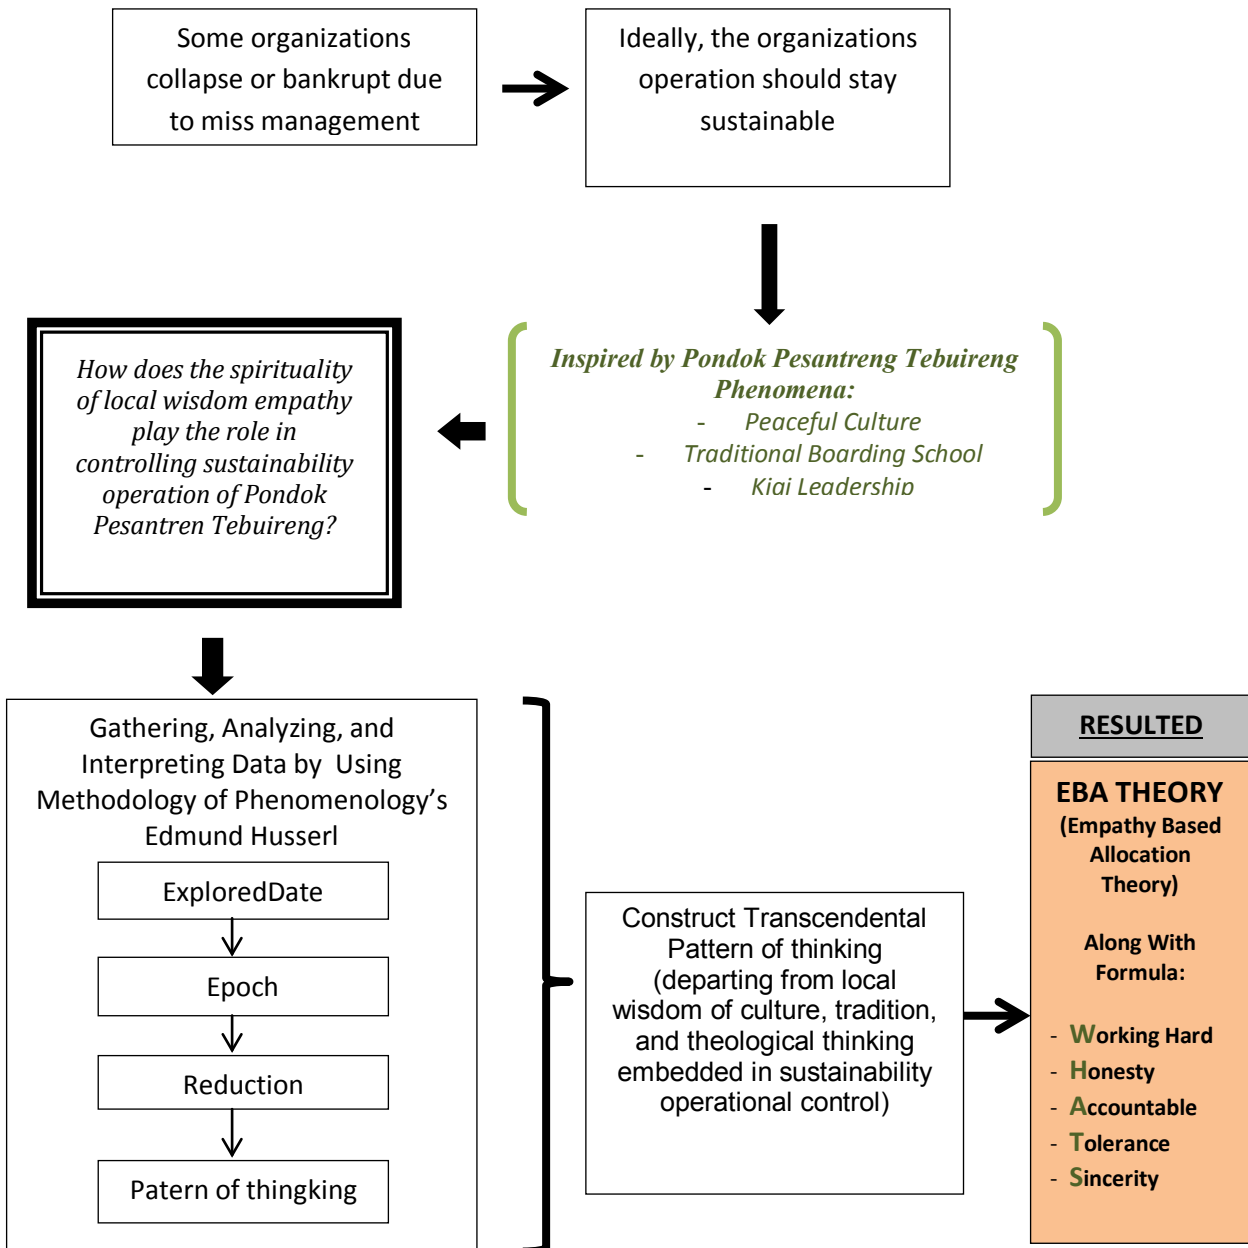 Some organizations
collapse or bankrupt due
to miss management
Ideally, the organizations
operation should stay
sustainable
Inspired by Pondok Pesantreng Tebuireng
Phenomena:
- Peaceful Culture
- Traditional Boarding School
- Kiai Leadership
How does the spirituality
of local wisdom empathy
play the role in
controlling sustainability
operation of Pondok
Pesantren Tebuireng?
Gathering, Analyzing, and
Interpreting Data by Using
Methodology of Phenomenology's
Edmund Husserl
ExploredDate
Epoch
Reduction
Patern of thingking
Construct Transcendental
Pattern of thinking
(departing from local
wisdom of culture, tradition,
and theological thinking
embedded in sustainability
operational control)
RESULTED
EBA THEORY
(Empathy Based
Allocation
Theory)
Along With
Formula:
- Working Hard
- Honesty
- Accountable
- Tolerance
- Sincerity